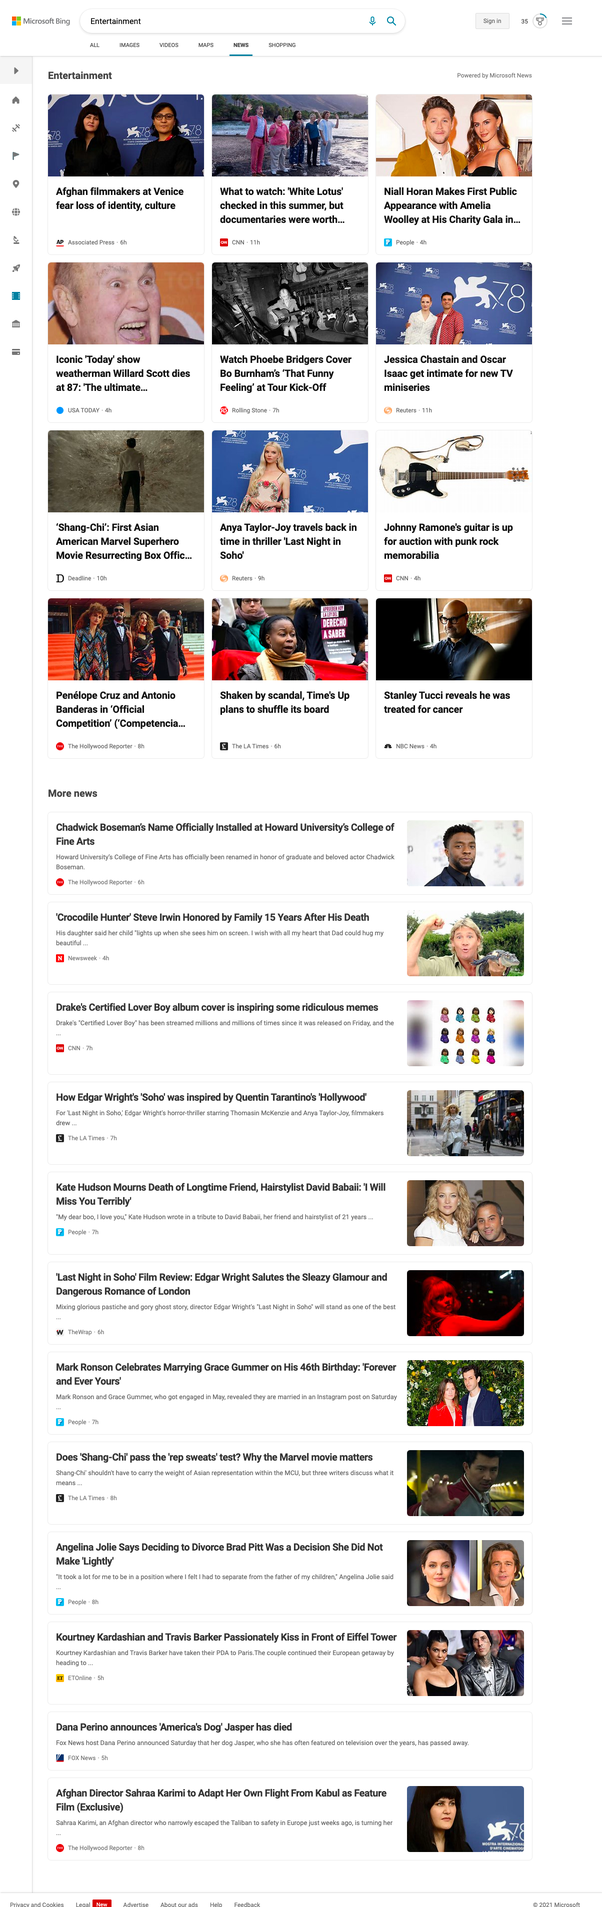 Microsoft Bing
Entertainment
Sign in
35
ALL
IMAGES
VIDEOS
MAPS
NEWS
SHOPPING
Entertainment
Powered by Microsoft News
Afghan filmmakers at Venice
fear loss of identity, culture
AP Associated Press · 6h
What to watch: 'White Lotus'
checked in this summer, but
documentaries were worth...
CNN · 11h
Niall Horan Makes First Public
Appearance with Amelia
Woolley at His Charity Gala in...
People · 4h
Iconic 'Today' show
weatherman Willard Scott dies
at 87: 'The ultimate...
USA TODAY · 4h
Watch Phoebe Bridgers Cover
Bo Burnham's 'That Funny
Feeling' at Tour Kick-Off
Rolling Stone · 7h
78
Jessica Chastain and Oscar
Isaac get intimate for new TV
miniseries
Reuters · 11h
'Shang-Chi': First Asian
American Marvel Superhero
Movie Resurrecting Box Offic...
Deadline · 10h
Anya Taylor-Joy travels back in
time in thriller 'Last Night in
Soho'
Reuters · 9h
Johnny Ramone's guitar is up
for auction with punk rock
memorabilia
CNN · 4h
Penélope Cruz and Antonio
Banderas in 'Official
Competition' ('Competencia...
The Hollywood Reporter · 8h
DERECHO
A SABER
Shaken by scandal, Time's Up
plans to shuffle its board
The LA Times · 6h
Stanley Tucci reveals he was
treated for cancer
NBC News · 4h
More news
Chadwick Boseman's Name Officially Installed at Howard University's College of
Fine Arts
Howard University's College of Fine Arts has officially been renamed in honor of graduate and beloved actor Chadwick
Boseman.
The Hollywood Reporter · 6h
'Crocodile Hunter' Steve Irwin Honored by Family 15 Years After His Death
His daughter said her child "lights up when she sees him on screen. I wish with all my heart that Dad could hug my
beautiful ...
N Newsweek · 4h
Drake's Certified Lover Boy album cover is inspiring some ridiculous memes
Drake's "Certified Lover Boy" has been streamed millions and millions of times since it was released on Friday, and the
...
CNN · 7h
How Edgar Wright's 'Soho' was inspired by Quentin Tarantino's 'Hollywood'
For 'Last Night in Soho,' Edgar Wright's horror-thriller starring Thomasin McKenzie and Anya Taylor-Joy, filmmakers
drew ...
The LA Times · 7h
Kate Hudson Mourns Death of Longtime Friend, Hairstylist David Babaii: 'I Will
Miss You Terribly'
"My dear boo, I love you," Kate Hudson wrote in a tribute to David Babaii, her friend and hairstylist of 21 years ...
People · 7h
'Last Night in Soho' Film Review: Edgar Wright Salutes the Sleazy Glamour and
Dangerous Romance of London
Mixing glorious pastiche and gory ghost story, director Edgar Wright's "Last Night in Soho" will stand as one of the best
...
W TheWrap · 6h
Mark Ronson Celebrates Marrying Grace Gummer on His 46th Birthday: 'Forever
and Ever Yours'
Mark Ronson and Grace Gummer, who got engaged in May, revealed they are married in an Instagram post on Saturday
...
People · 7h
Does 'Shang-Chi' pass the 'rep sweats' test? Why the Marvel movie matters
Shang-Chi' shouldn't have to carry the weight of Asian representation within the MCU, but three writers discuss what it
means ...
The LA Times · 8h
Angelina Jolie Says Deciding to Divorce Brad Pitt Was a Decision She Did Not
Make 'Lightly'
"It took a lot for me to be in a position where I felt I had to separate from the father of my children," Angelina Jolie said
...
People · 8h
Kourtney Kardashian and Travis Barker Passionately Kiss in Front of Eiffel Tower
Kourtney Kardashian and Travis Barker have taken their PDA to Paris.The couple continued their European getaway by
heading to ...
ET ETOnline · 5h
Dana Perino announces 'America's Dog' Jasper has died
Fox News host Dana Perino announced Saturday that her dog Jasper, who she has often featured on television over the years, has passed away.
FOX News · 5h
Afghan Director Sahraa Karimi to Adapt Her Own Flight From Kabul as Feature
Film (Exclusive)
Sahraa Karimi, an Afghan director who narrowly escaped the Taliban to safety in Europe just weeks ago, is turning her
...
The Hollywood Reporter · 8h
Privacy and Cookies
Legal
New
Advertise
About our ads
Help
Feedback
© 2021 Microsoft